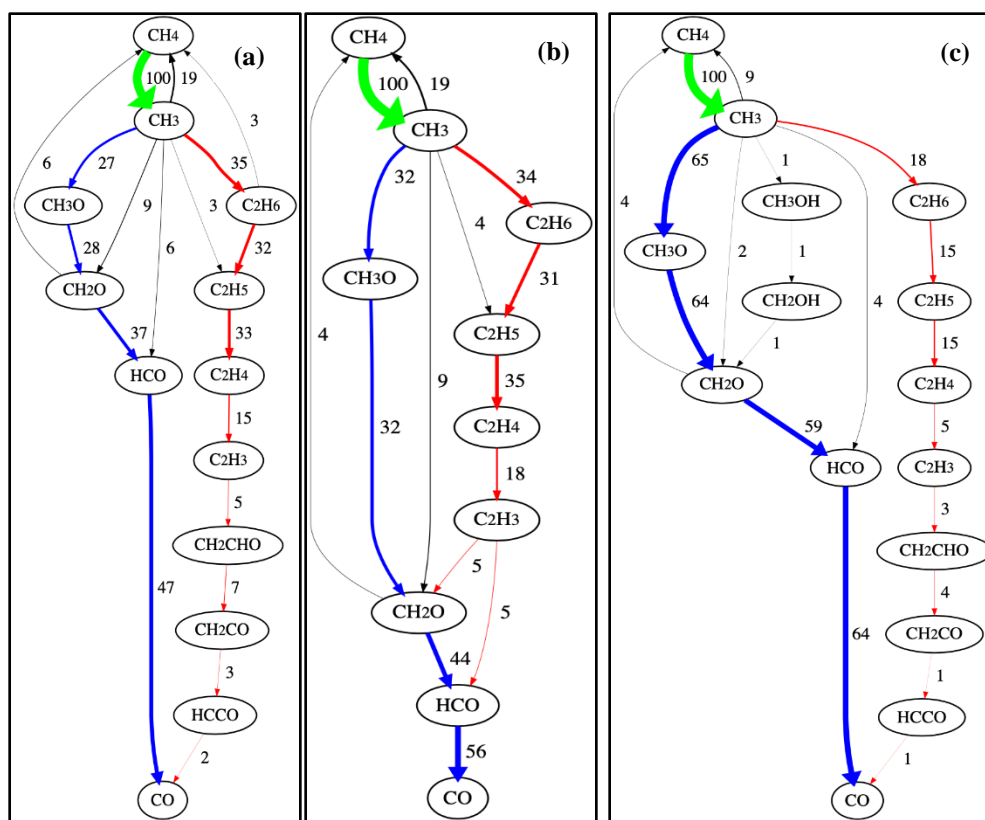 CH4
(a)
100
19
CH3
3
6
27
35
CH3O
9
3
C2H6
28
6
32
CH2O
C2H5
37
33
HCO
C2H4
15
C2H3
5
CH2CHO
47
7
CH2CO
3
HCCO
2
CO
CH4
(b)
100
19
CH3
32
34
4
C2H6
CH3O
31
C2H5
4
9
35
32
C2H4
18
C2H3
5
CH2O
5
44
HCO
56
CO
CH4
(c)
100
9
CH3
65
1
18
CH3OH
C2H6
4
CH3O
2
1
15
64
4
CH2OH
C2H5
1
15
CH2O
C2H4
59
5
HCO
C2H3
3
CH2CHO
4
64
CH2CO
1
HCCO
1
CO